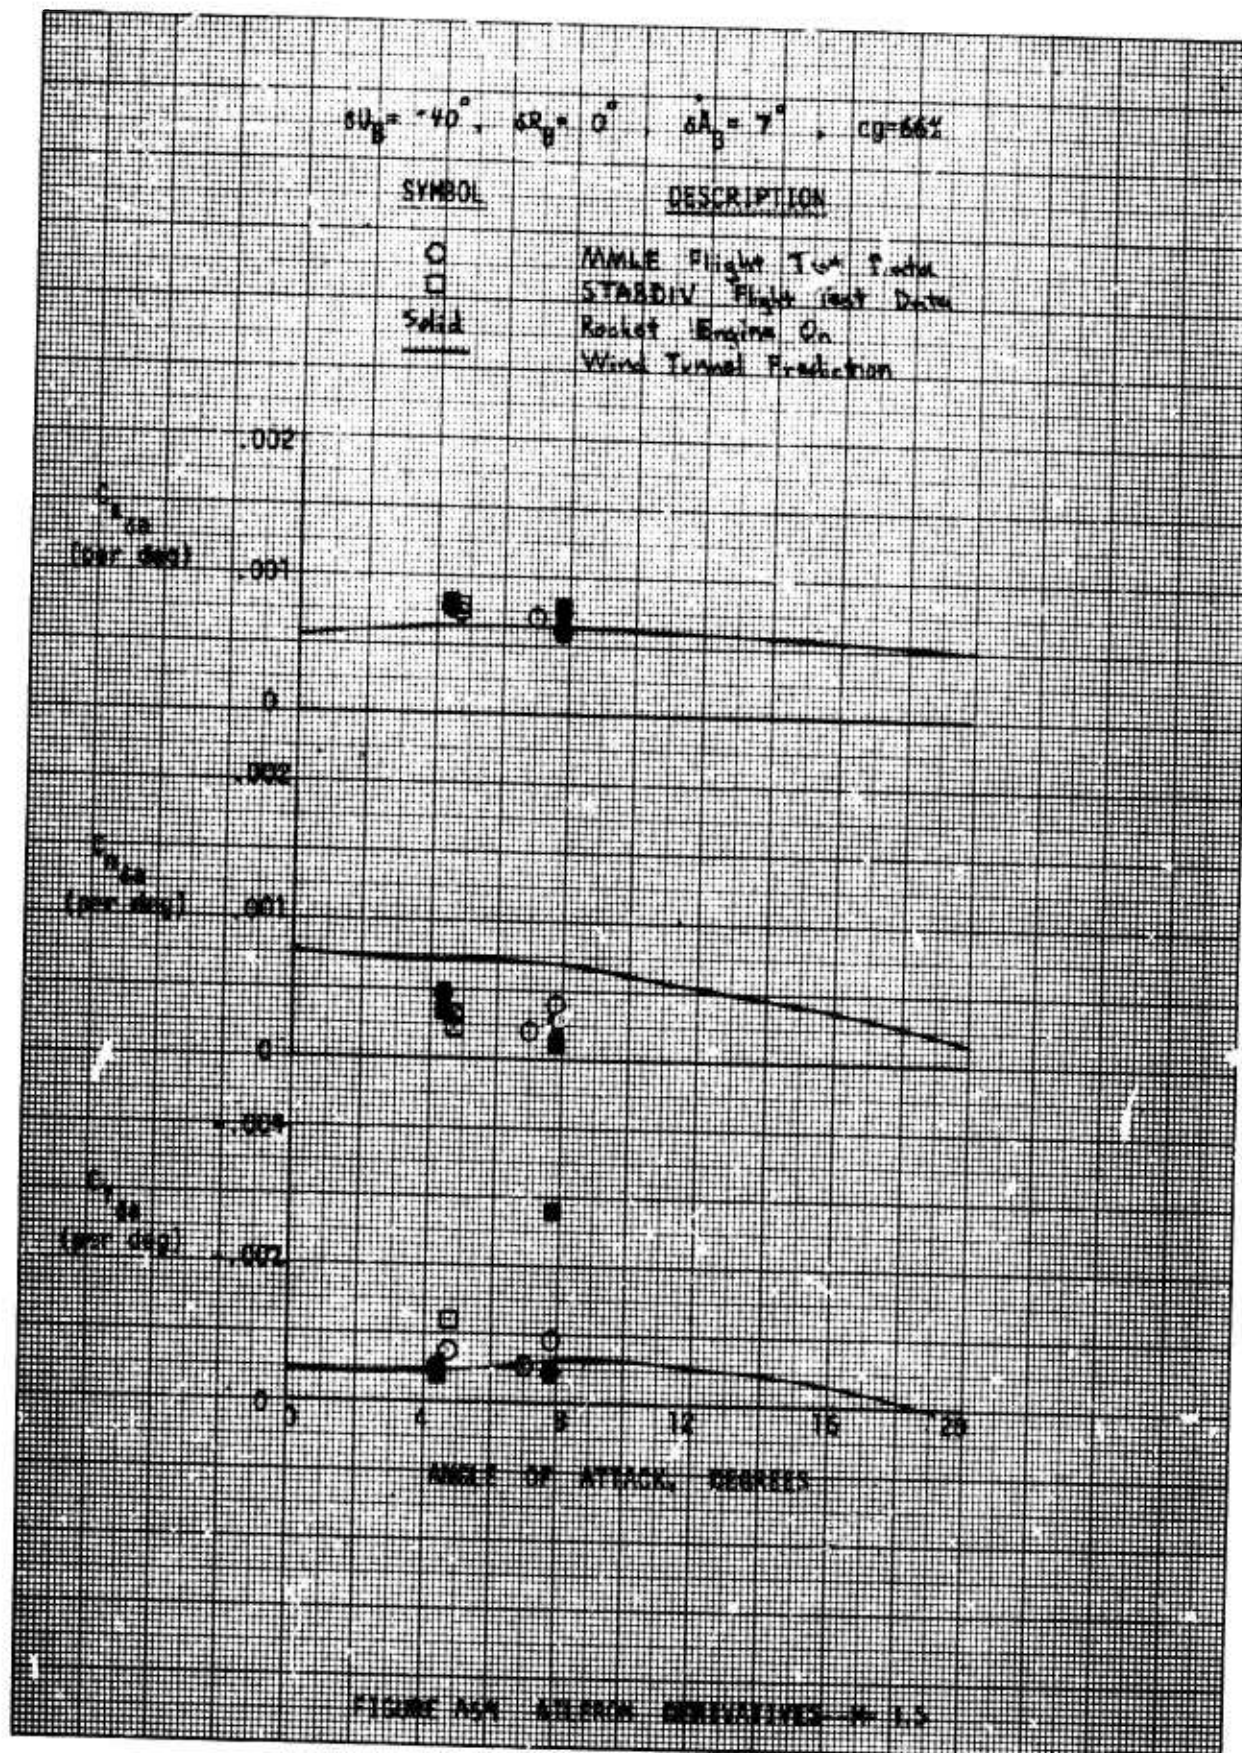 δU_B= -40°, δR_B= 0°, δA_B= 7°, cg=66%
SYMBOL DESCRIPTION
○ MMLE Flight Test Data
□ STABDIV Flight Test Data
Solid Rocket Engine On
Wind Tunnel Prediction
.002
(per deg)
.001
0
.002
(per deg)
.001
0
-.004
(per deg)
-.002
0
0 4 8 12 16 20
ANGLE OF ATTACK, DEGREES
FIGURE AILERON DERIVATIVES M= 1.5